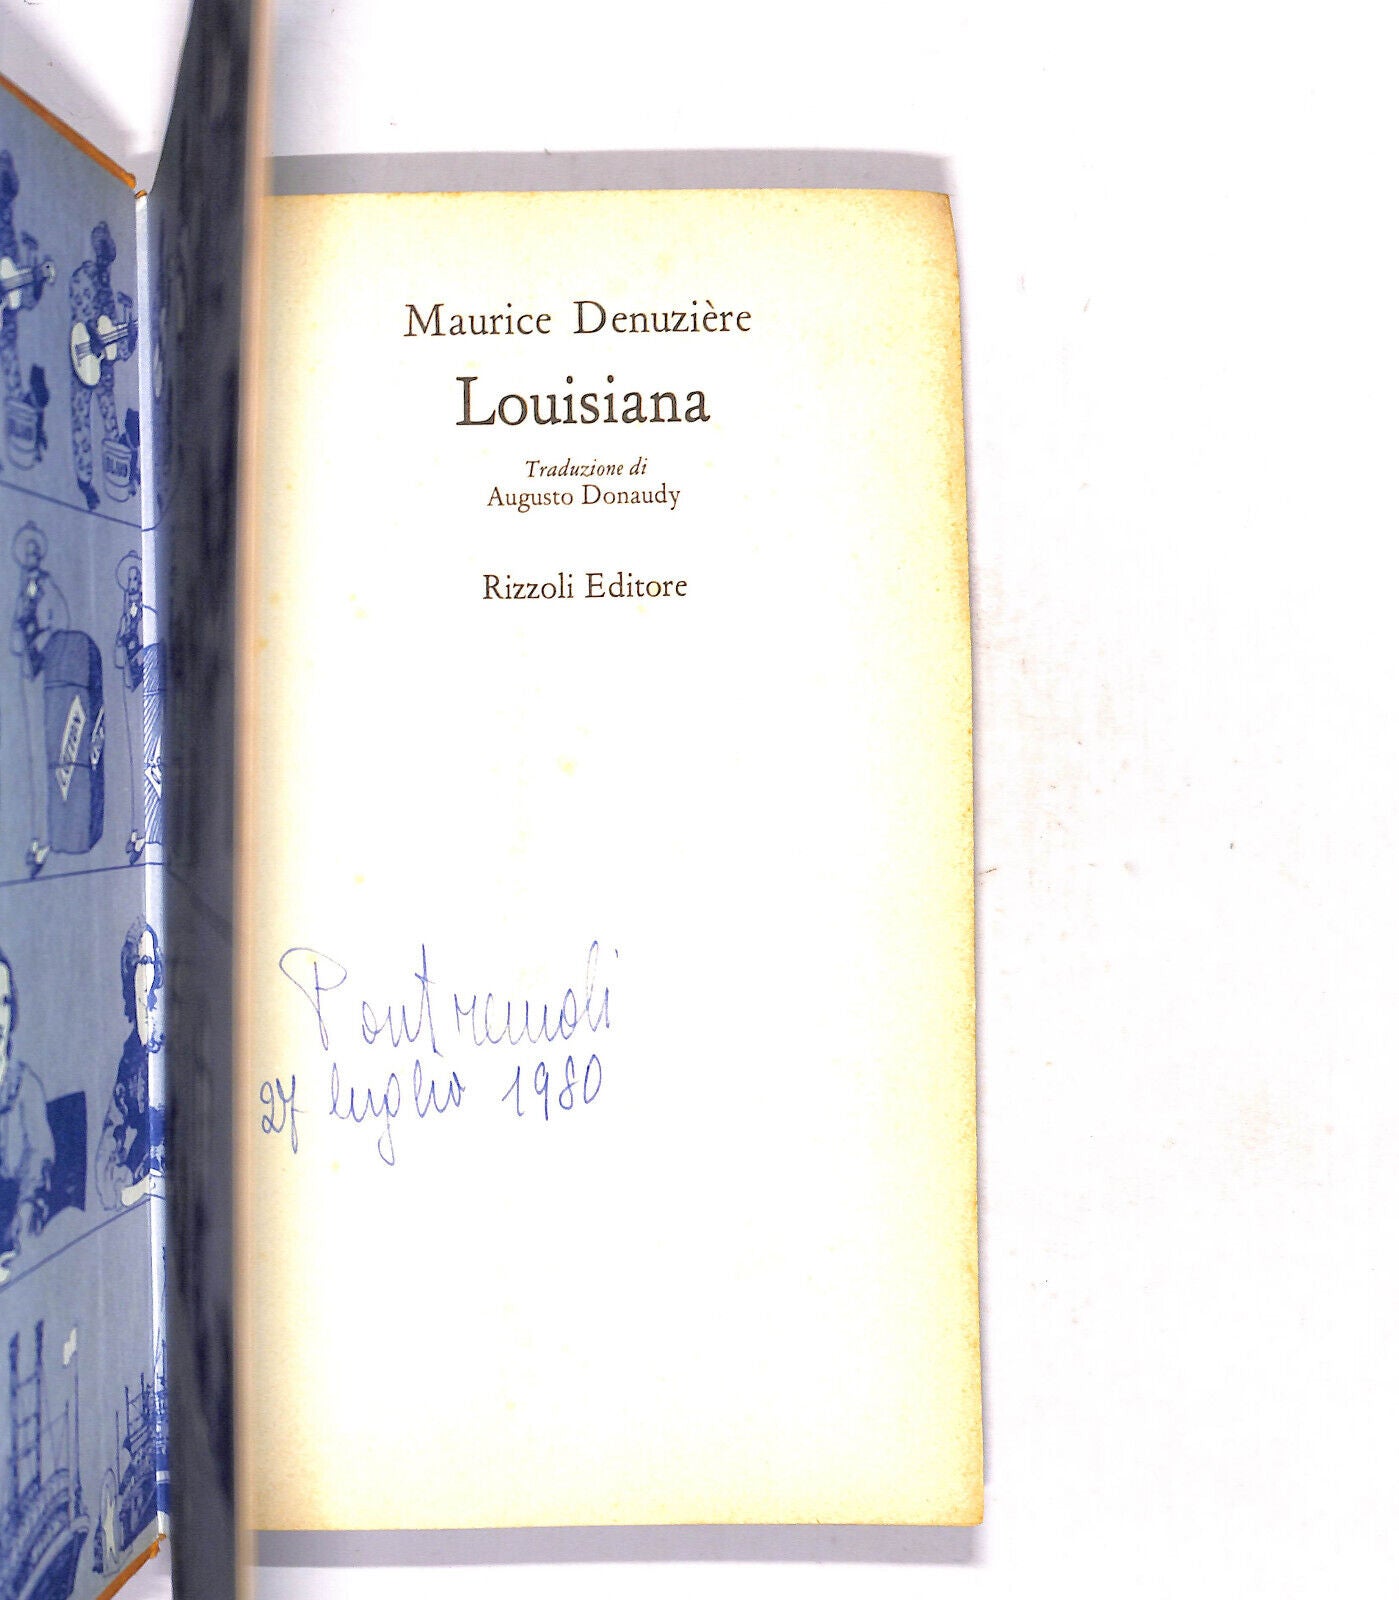 Maurice Denuzière
Louisiana
Traduzione di
Augusto Donaudy
Rizzoli Editore
Pontremoli
27 luglio 1980